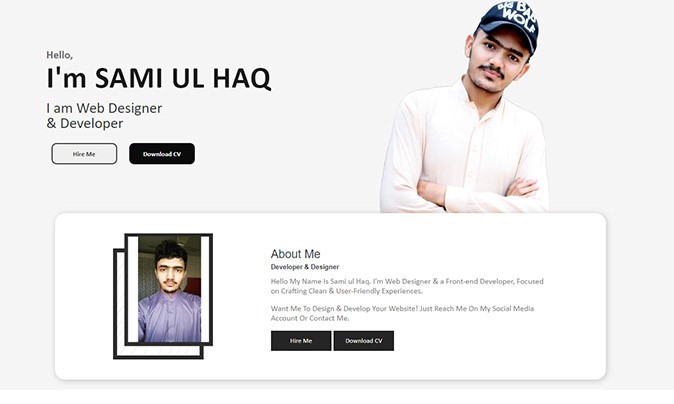 BIG BAD
WOLF
Hello,
I'm SAMI UL HAQ
I am Web Designer
& Developer
Hire Me
Download CV
About Me
Developer & Designer
Hello My Name Is Sami ul Haq. I'm Web Designer & a Front-end Developer, Focused
on Crafting Clean & User-Friendly Experiences.
Want Me To Design & Develop Your Website! Just Reach Me On My Social Media
Account Or Contact Me.
Hire Me
Download CV